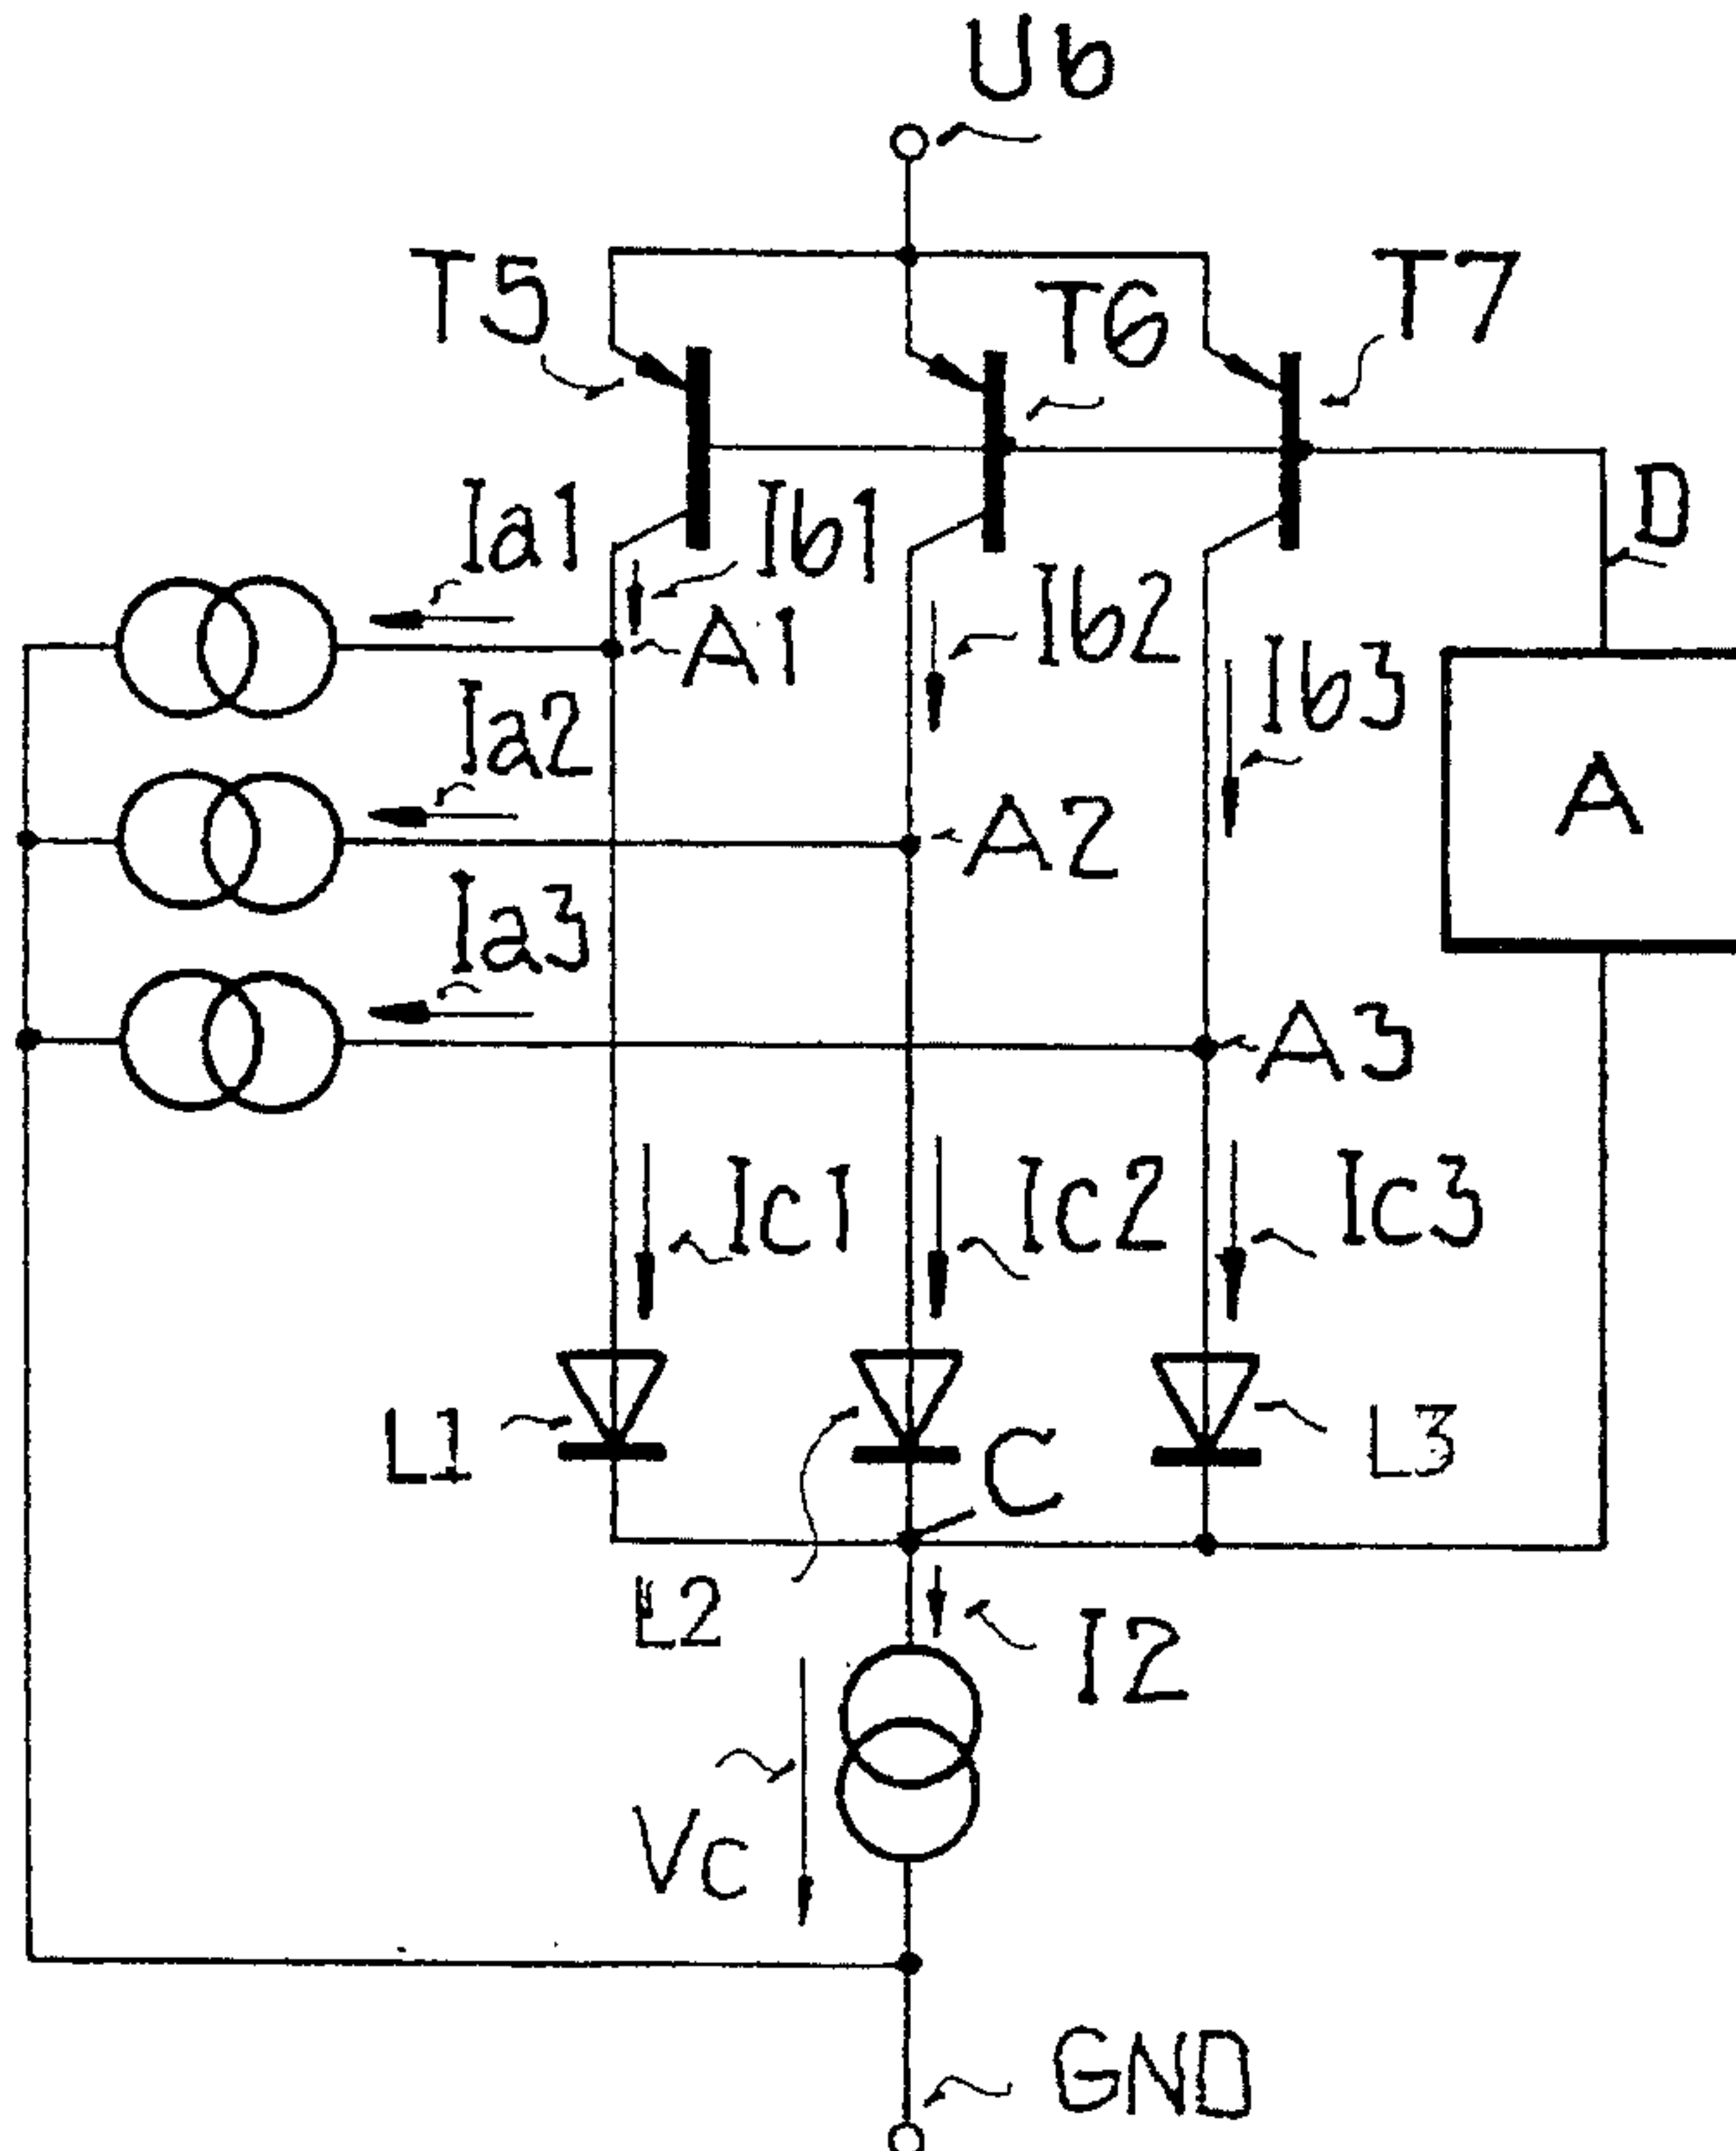 Ub
T5
T6
T7
Ia1
Ib1
D
A1
Ib2
Ib3
Ia2
A
A2
Ia3
A3
Ic1
Ic2
Ic3
L1
C
L3
L2
I2
Vc
GND